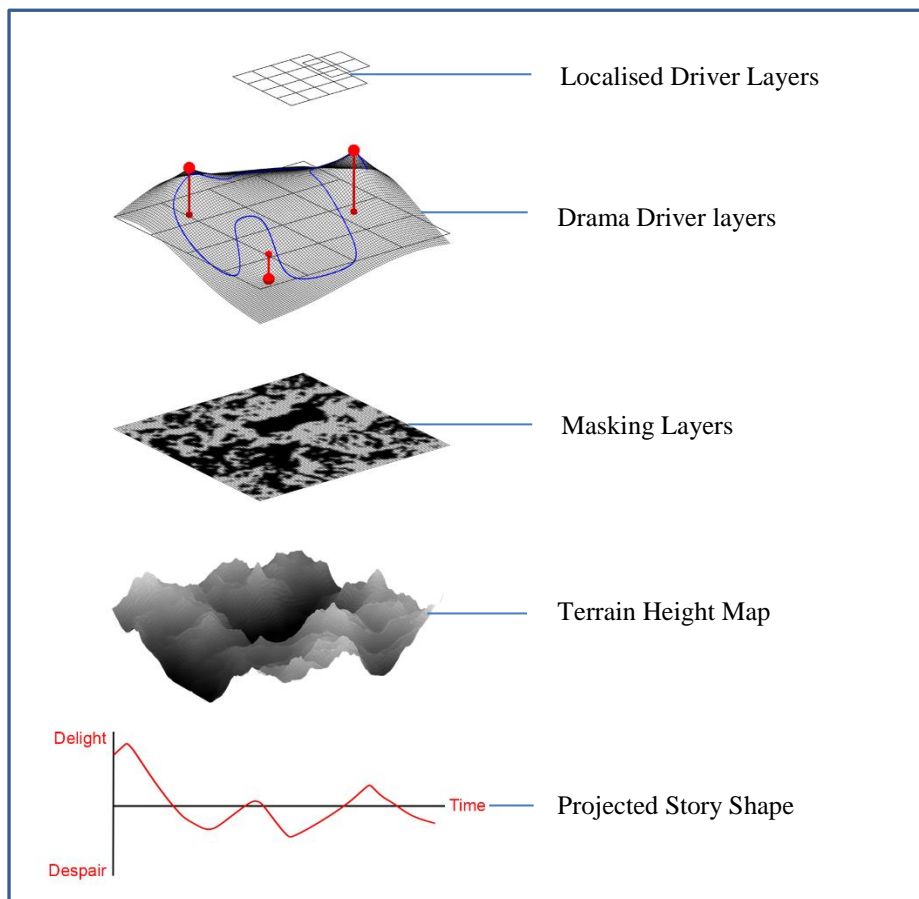 Localised Driver Layers
Drama Driver layers
Masking Layers
Terrain Height Map
Delight
Time
Projected Story Shape
Despair